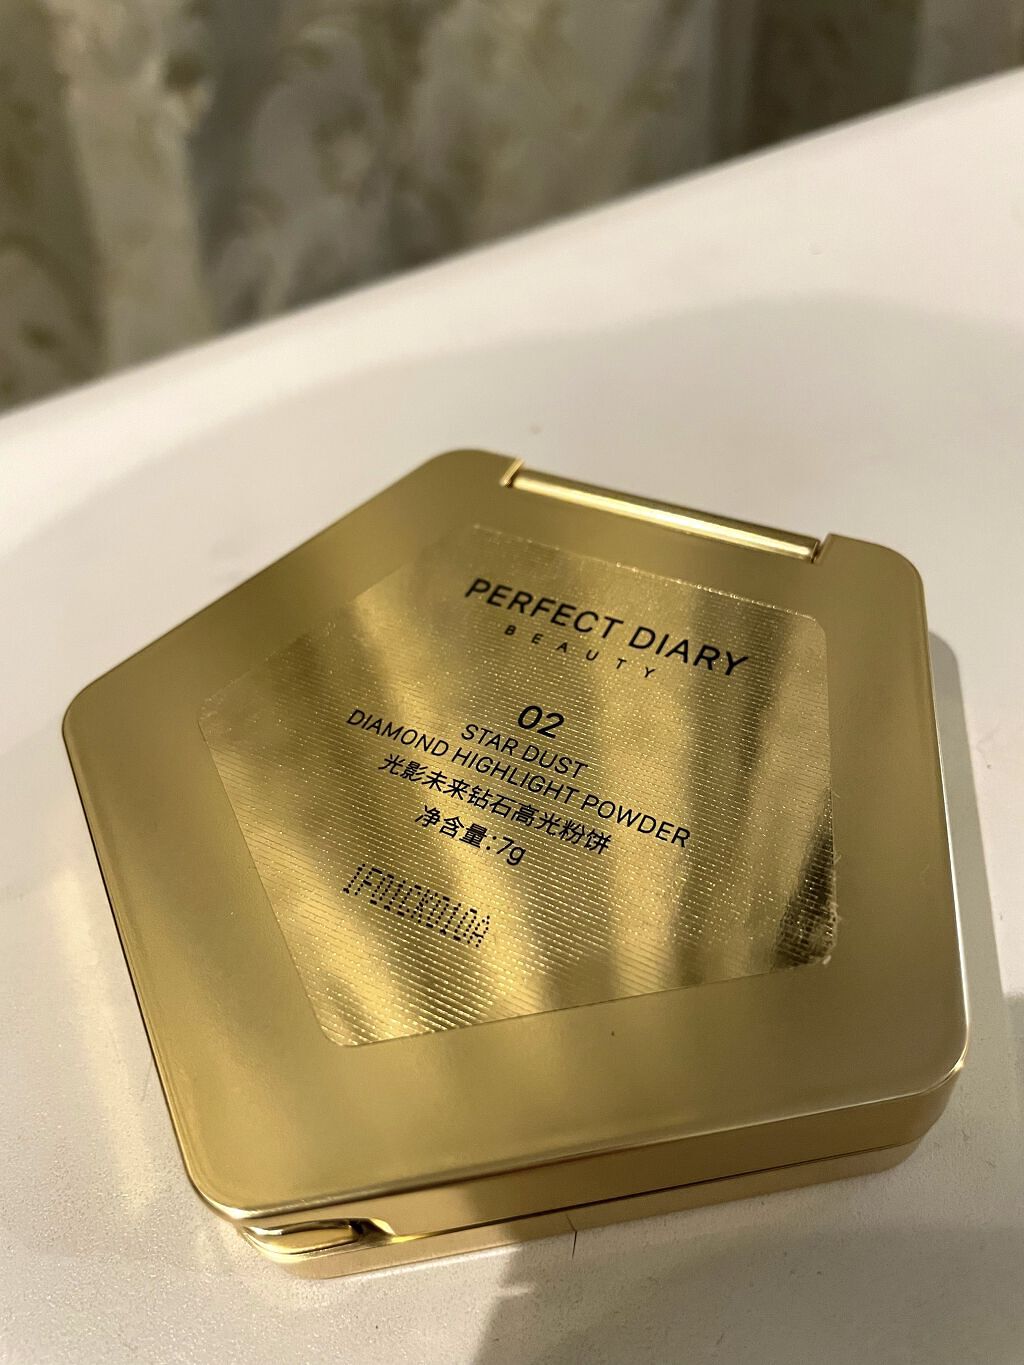 PERFECT DIARY
BEAUTY
02
STAR DUST
DIAMOND HIGHLIGHT POWDER
光影未来钻石高光粉饼
净含量:7g
1F01CK010A